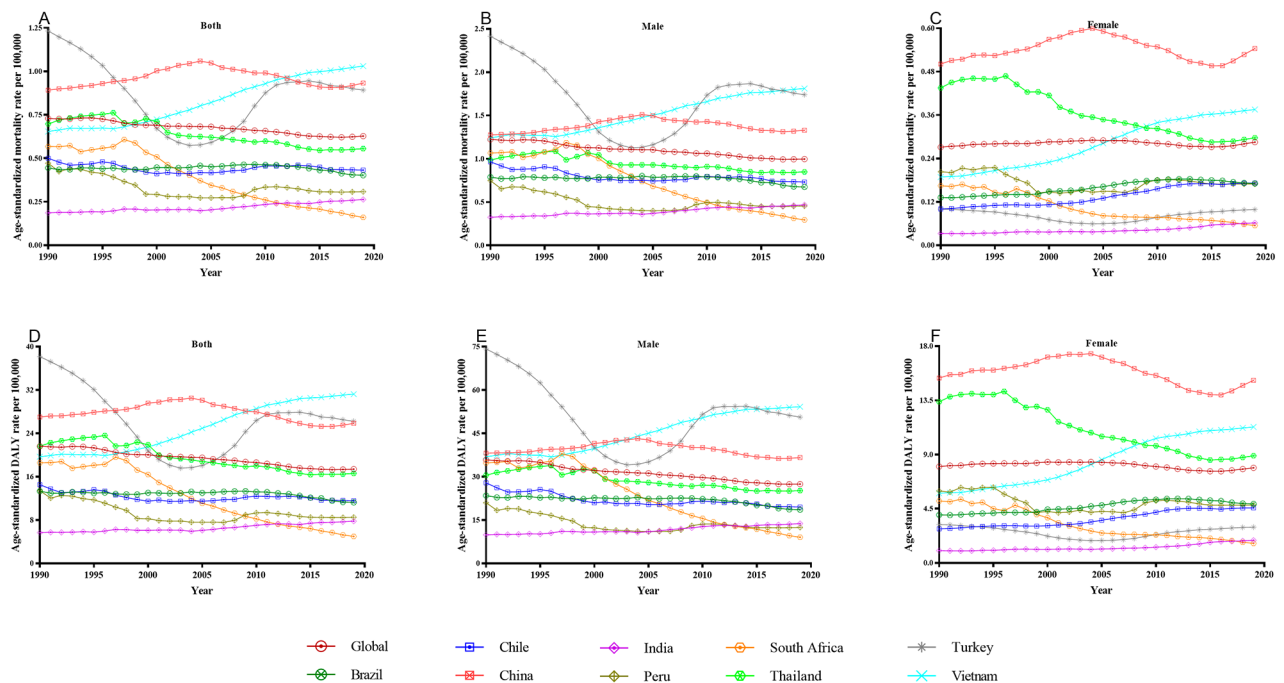 A
Both
Age-standardized mortality rate per 100,000
1.25
1.00
0.75
0.50
0.25
0.00
1990 1995 2000 2005 2010 2015 2020
Year
B
Male
Age-standardized mortality rate per 100,000
2.5
2.0
1.5
1.0
0.5
0.0
1990 1995 2000 2005 2010 2015 2020
Year
C
Female
Age-standardized mortality rate per 100,000
0.60
0.48
0.36
0.24
0.12
0.00
1990 1995 2000 2005 2010 2015 2020
Year
D
Both
Age-standardized DALY rate per 100,000
40
32
24
16
8
0
1990 1995 2000 2005 2010 2015 2020
Year
E
Male
Age-standardized DALY rate per 100,000
75
60
45
30
15
0
1990 1995 2000 2005 2010 2015 2020
Year
F
Female
Age-standardized DALY rate per 100,000
18.0
13.5
9.0
4.5
0.0
1990 1995 2000 2005 2010 2015 2020
Year
Global Chile India South Africa Turkey
Brazil China Peru Thailand Vietnam